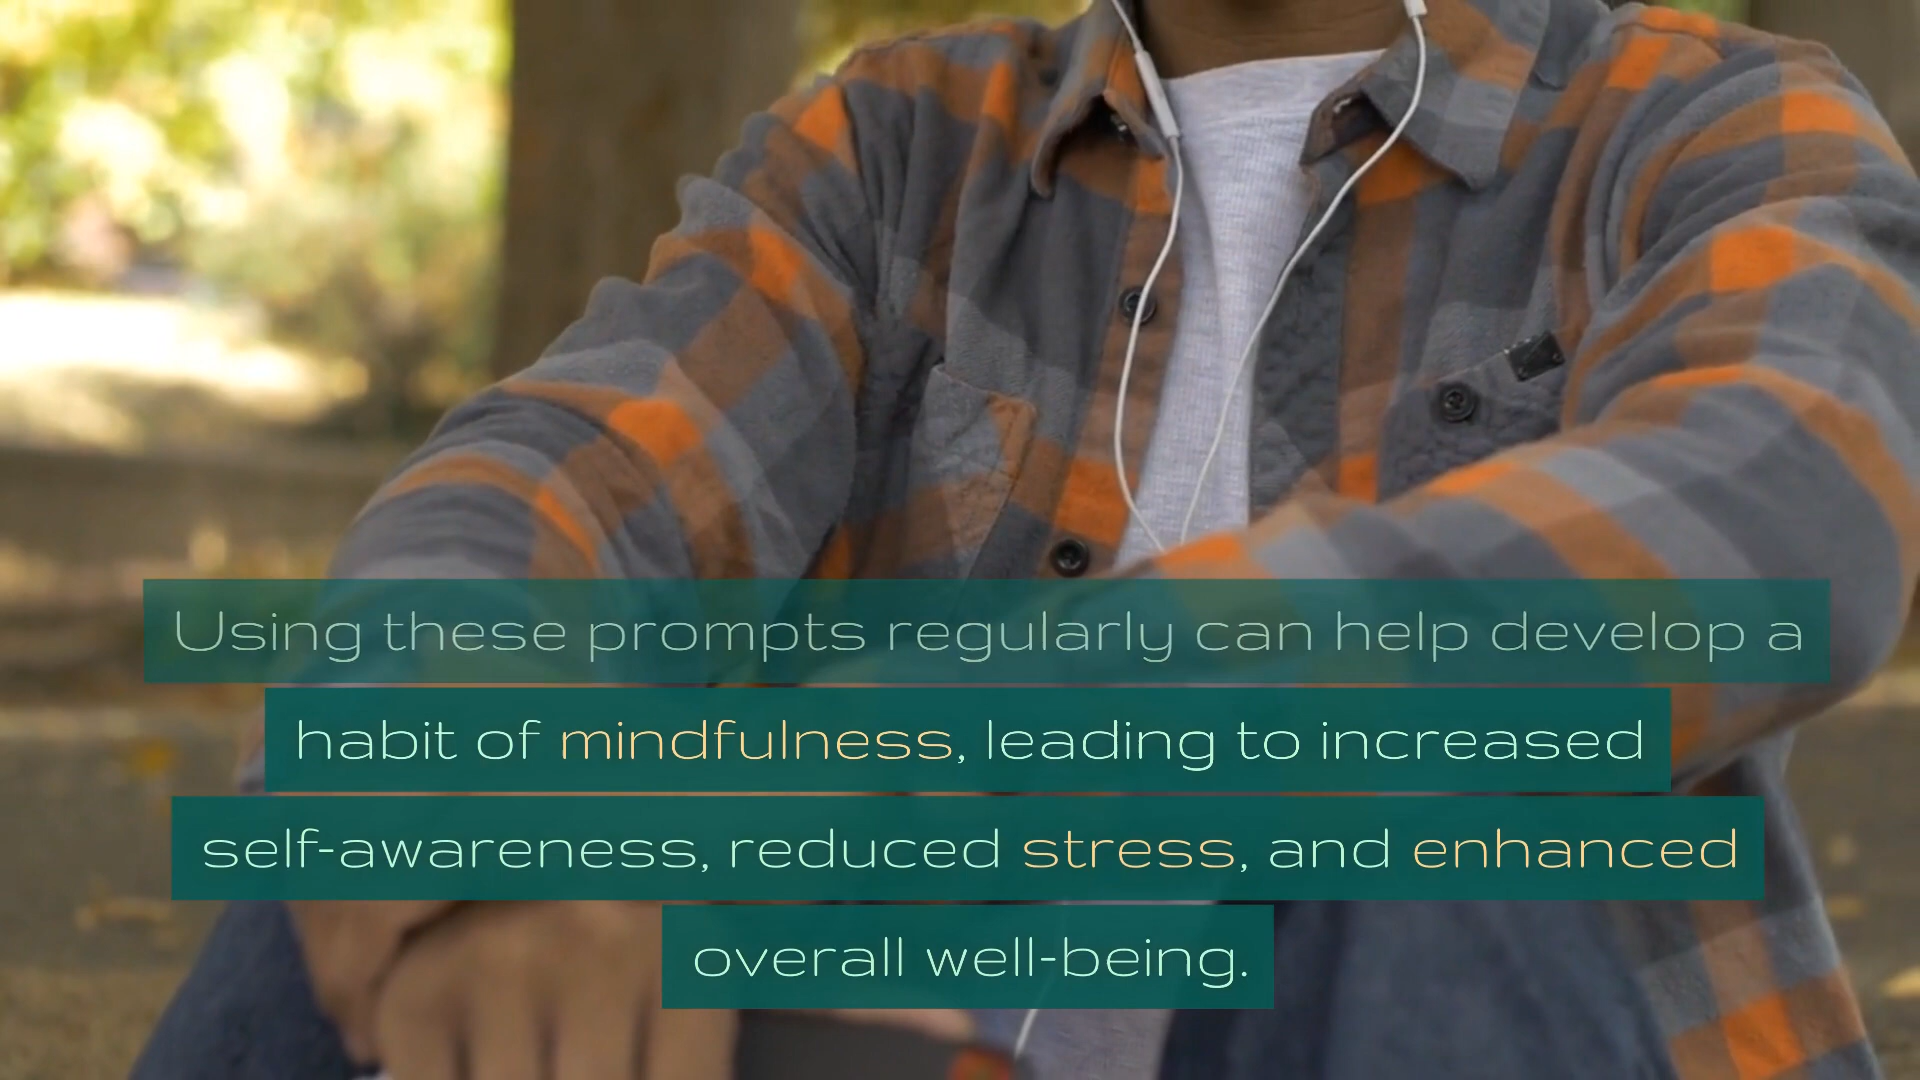 Using these prompts regularly can help develop a
habit of mindfulness, leading to increased
self-awareness, reduced stress, and enhanced
overall well-being.